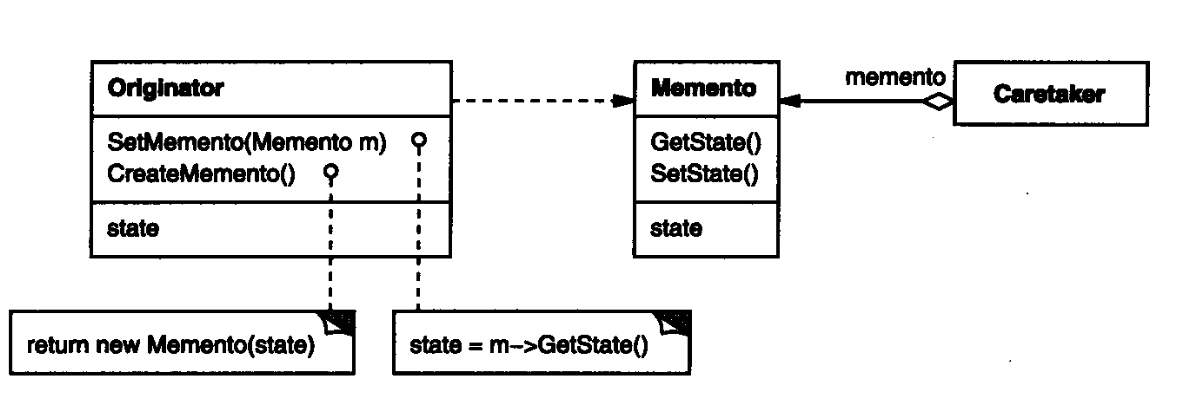 Originator
SetMemento(Memento m)
CreateMemento()
state
return new Memento(state)
state = m->GetState()
Memento
GetState()
SetState()
state
memento
Caretaker